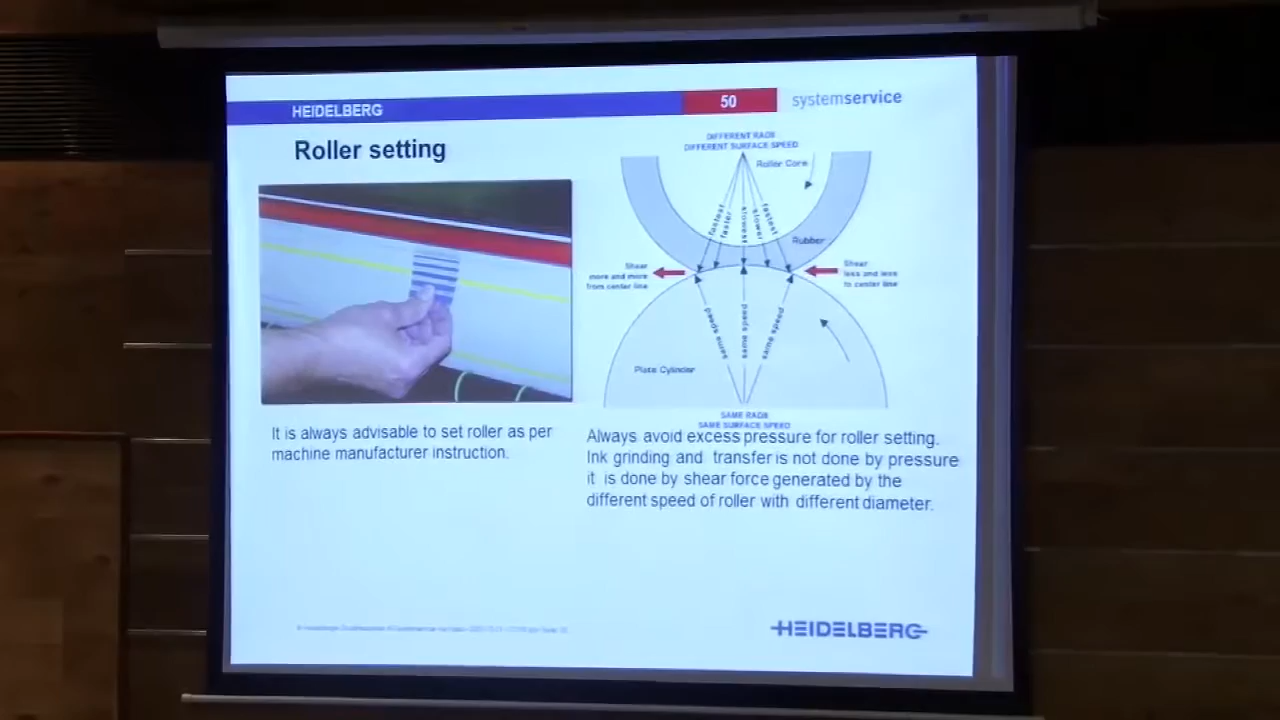 HEIDELBERG
50
systemservice
Roller setting
DIFFERENT RADII
DIFFERENT SURFACE SPEED
Roller Core
fastest
faster
slowest
slower
fastest
Rubber
Shear
more and more
from center line
Shear
less and less
to center line
same speed
same speed
same speed
Plate Cylinder
SAME RADII
SAME SURFACE SPEED
It is always advisable to set roller as per
machine manufacturer instruction.
Always avoid excess pressure for roller setting.
Ink grinding and transfer is not done by pressure
it is done by shear force generated by the
different speed of roller with different diameter.
HEIDELBERG